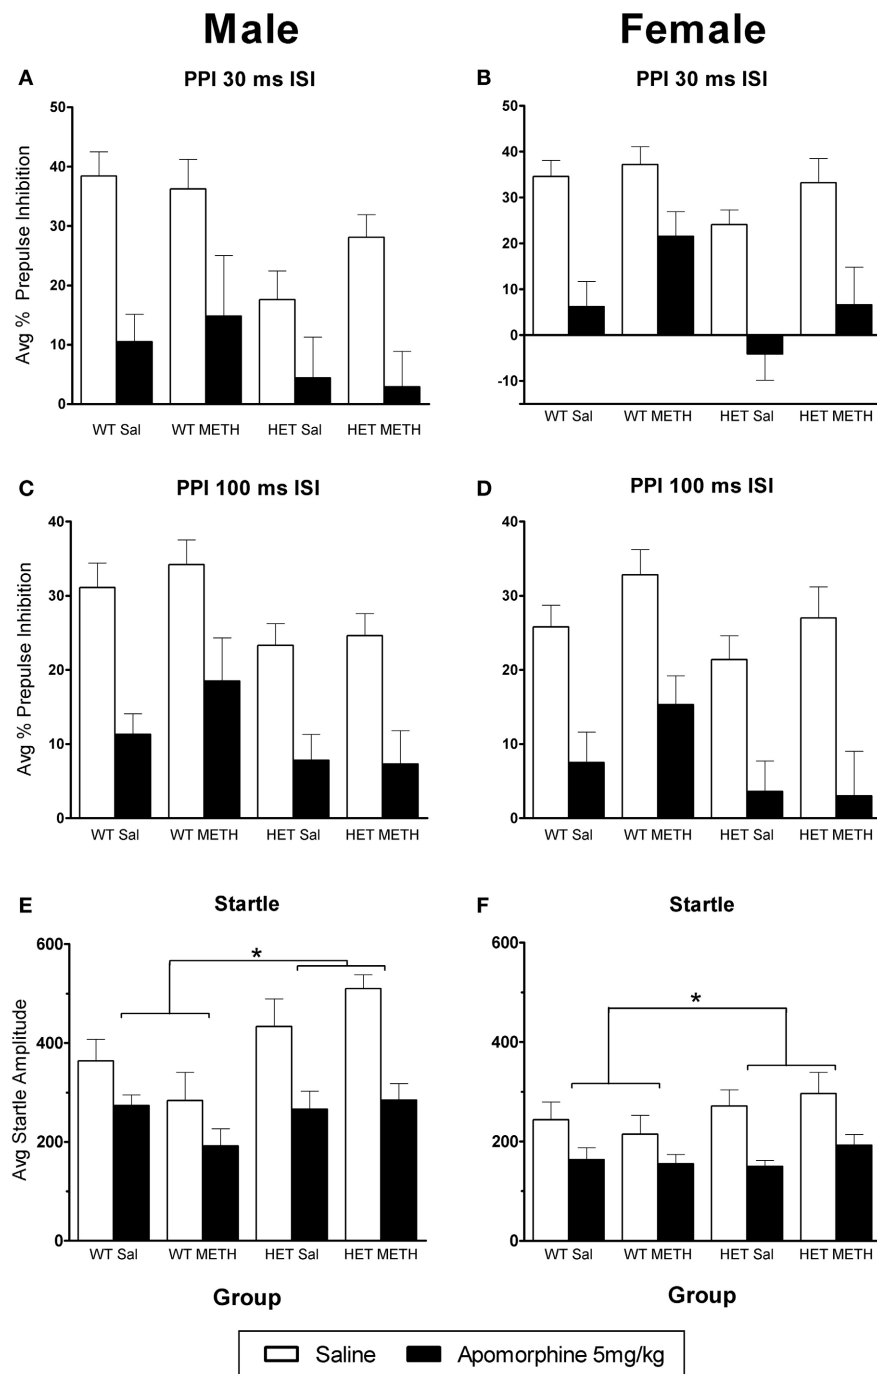 Male Female
A PPI 30 ms ISI
Avg % Prepulse Inhibition
50
40
30
20
10
0
WT Sal WT METH HET Sal HET METH
B PPI 30 ms ISI
50
40
30
20
10
0
-10
WT Sal WT METH HET Sal HET METH
C PPI 100 ms ISI
Avg % Prepulse Inhibition
40
30
20
10
0
WT Sal WT METH HET Sal HET METH
D PPI 100 ms ISI
40
30
20
10
0
WT Sal WT METH HET Sal HET METH
E Startle
Avg Startle Amplitude
600
400
200
0
*
WT Sal WT METH HET Sal HET METH
Group
F Startle
600
400
200
0
*
WT Sal WT METH HET Sal HET METH
Group
Saline Apomorphine 5mg/kg